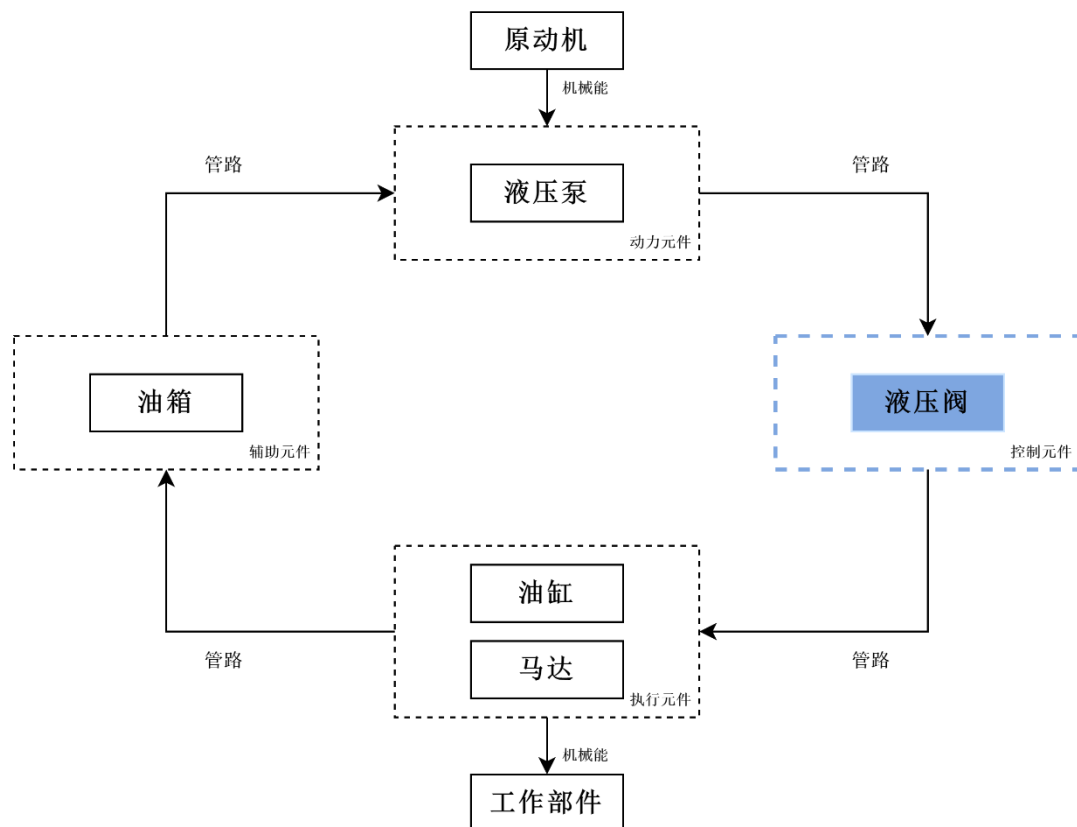 原动机
机械能
管路
管路
液压泵
动力元件
油箱
辅助元件
液压阀
控制元件
油缸
马达
执行元件
管路
管路
机械能
工作部件